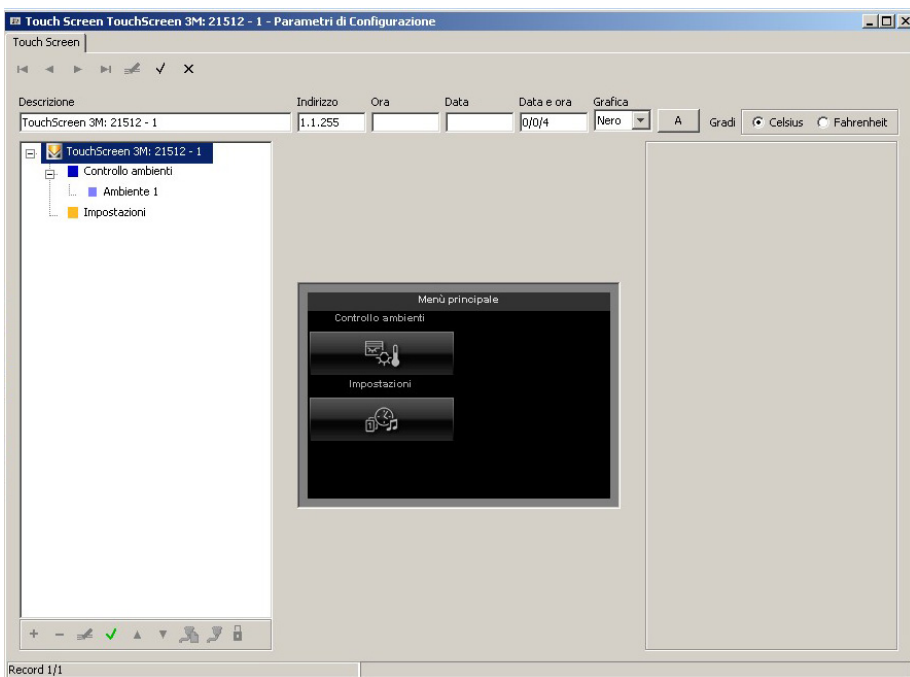 Touch Screen TouchScreen 3M: 21512 - 1 - Parametri di Configurazione
Touch Screen
Descrizione Indirizzo Ora Data Data e ora Grafica
TouchScreen 3M: 21512 - 1 1.1.255 0/0/4 Nero A Gradi Celsius Fahrenheit
TouchScreen 3M: 21512 - 1
Controllo ambienti
Ambiente 1
Impostazioni
Menù principale
Controllo ambienti
Impostazioni
1
Record 1/1